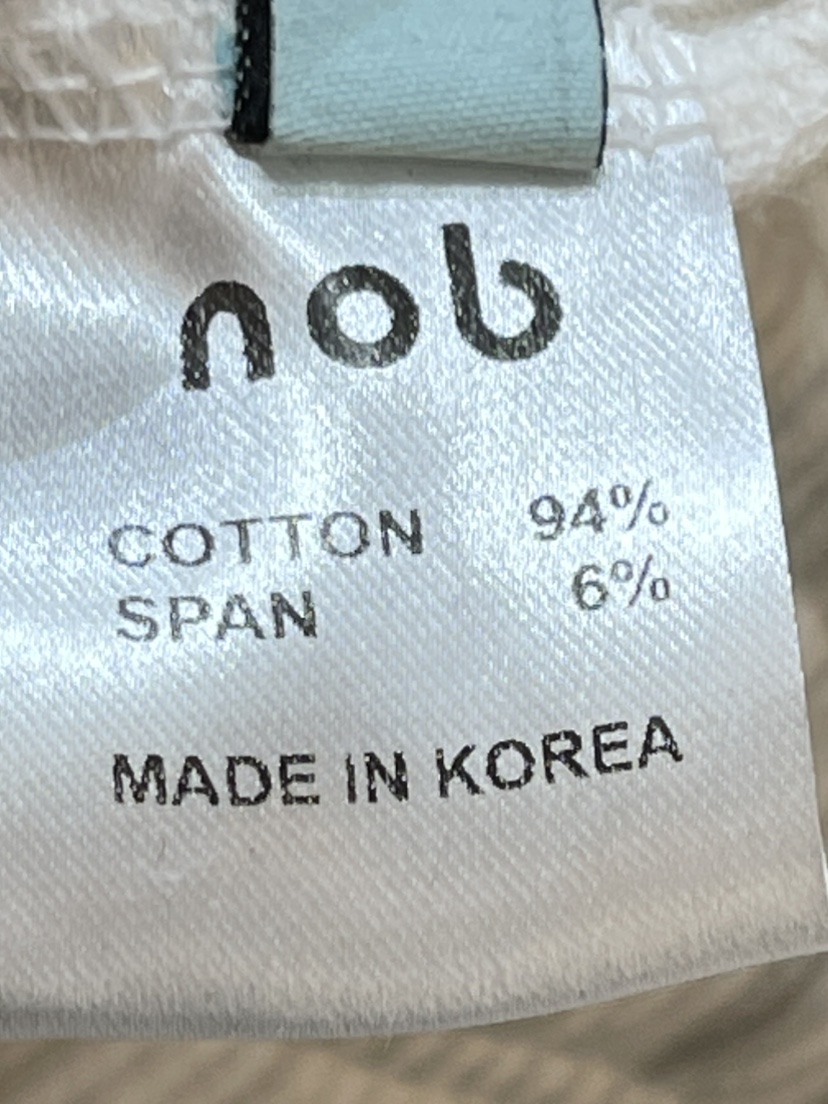 nob
COTTON 94%
SPAN 6%
MADE IN KOREA